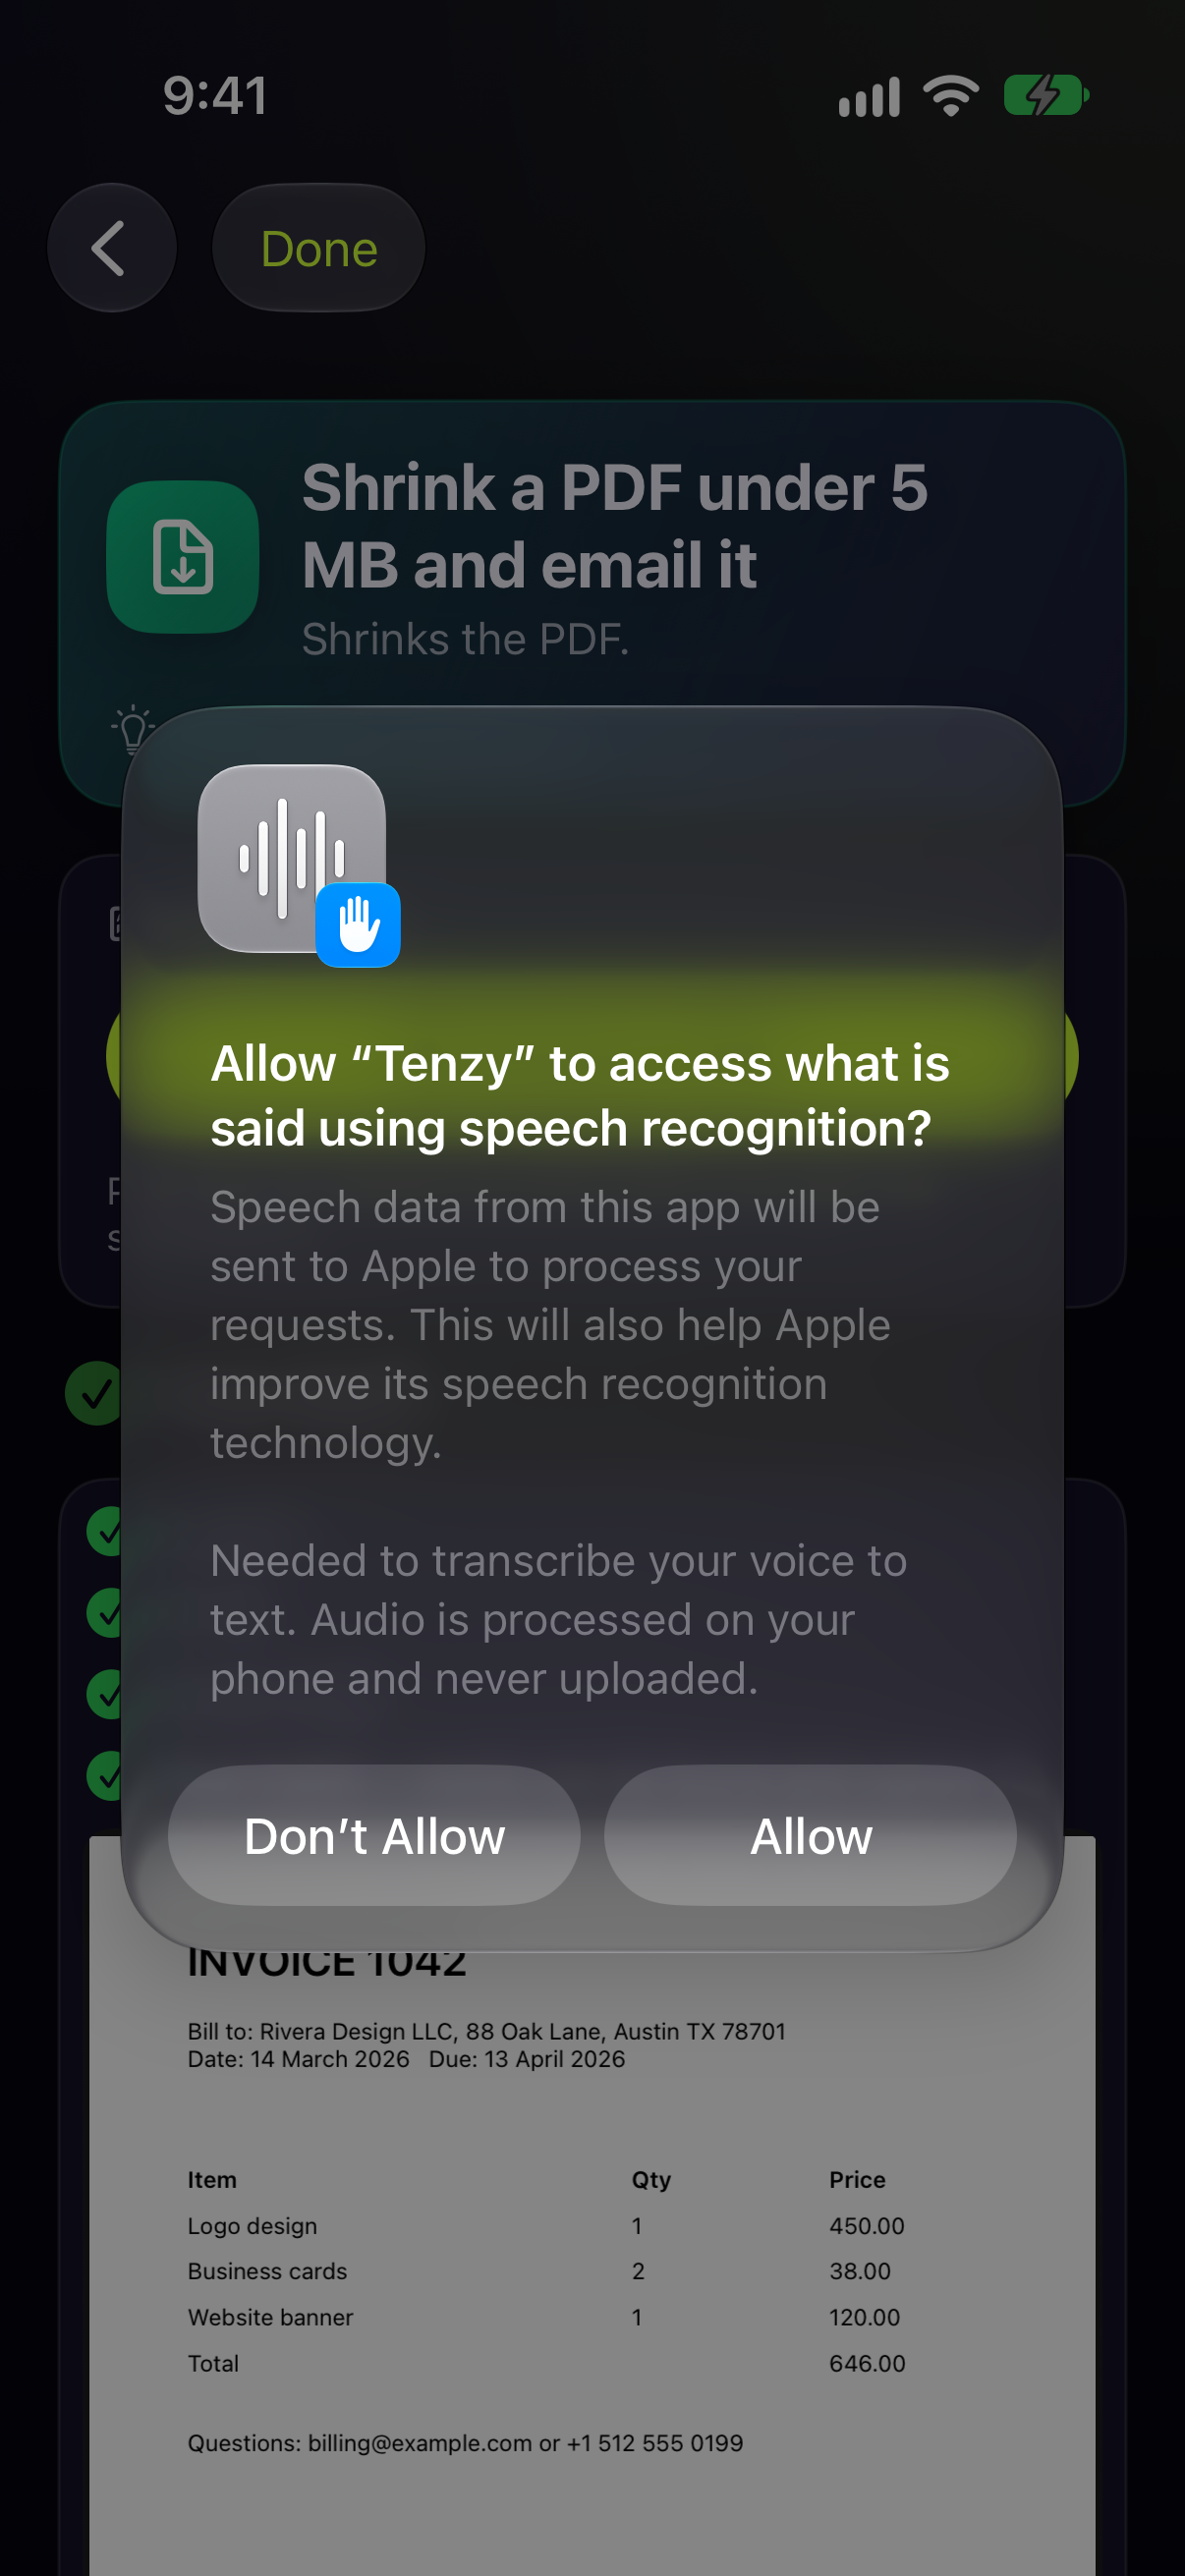 9:41
Done
Shrink a PDF under 5
MB and email it
Shrinks the PDF.
Allow “Tenzy” to access what is
said using speech recognition?
Speech data from this app will be
sent to Apple to process your
requests. This will also help Apple
improve its speech recognition
technology.
Needed to transcribe your voice to
text. Audio is processed on your
phone and never uploaded.
Don’t Allow
Allow
INVOICE 1042
Bill to: Rivera Design LLC, 88 Oak Lane, Austin TX 78701
Date: 14 March 2026 Due: 13 April 2026
Item Qty Price
Logo design 1 450.00
Business cards 2 38.00
Website banner 1 120.00
Total 646.00
Questions: billing@example.com or +1 512 555 0199